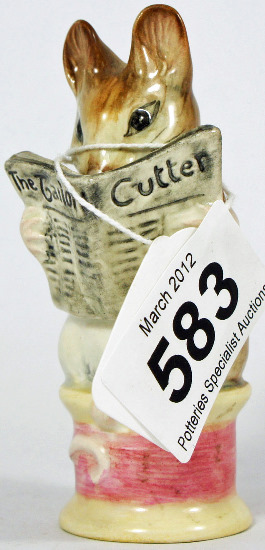 The Tailor
Cutter
March 2012
583
Potteries Specialist Auctions